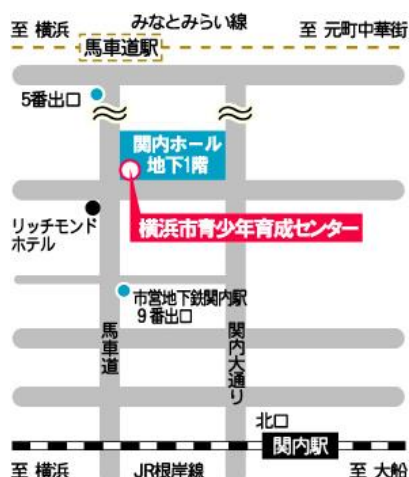 みなとみらい線
至 横浜
至 元町中華街
馬車道駅
5番出口
関内ホール
地下1階
横浜市青少年育成センター
リッチモンド
ホテル
市営地下鉄関内駅
9番出口
馬車道
関内大通り
北口
関内駅
至 横浜
JR根岸線
至 大船